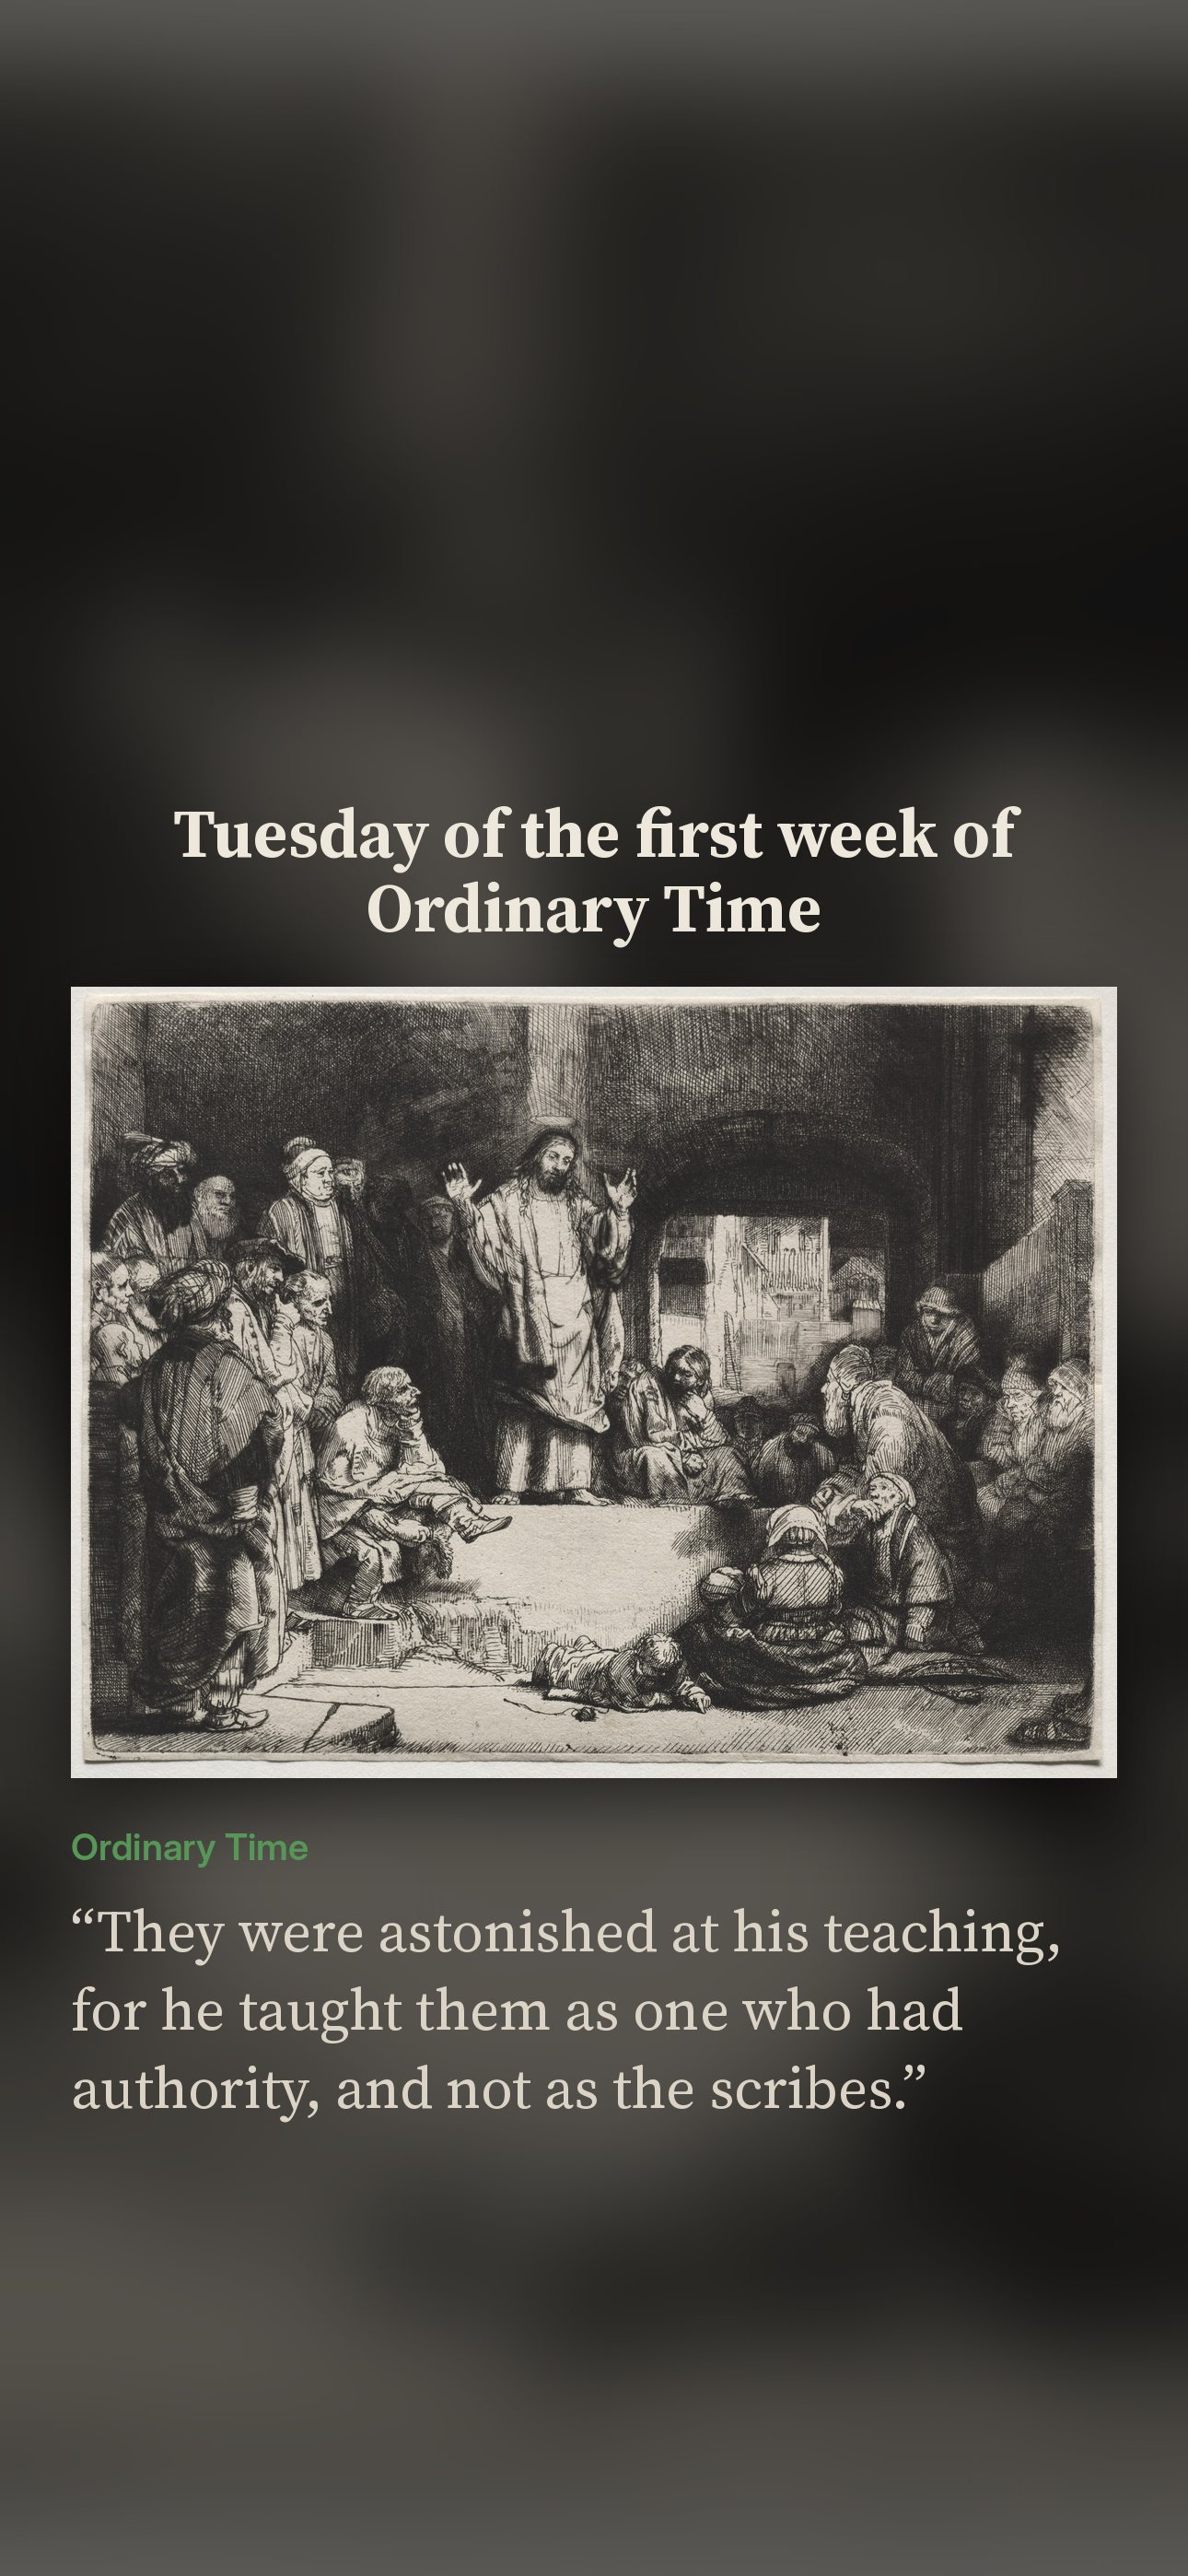 Tuesday of the first week of
Ordinary Time
Ordinary Time
“They were astonished at his teaching,
for he taught them as one who had
authority, and not as the scribes.”